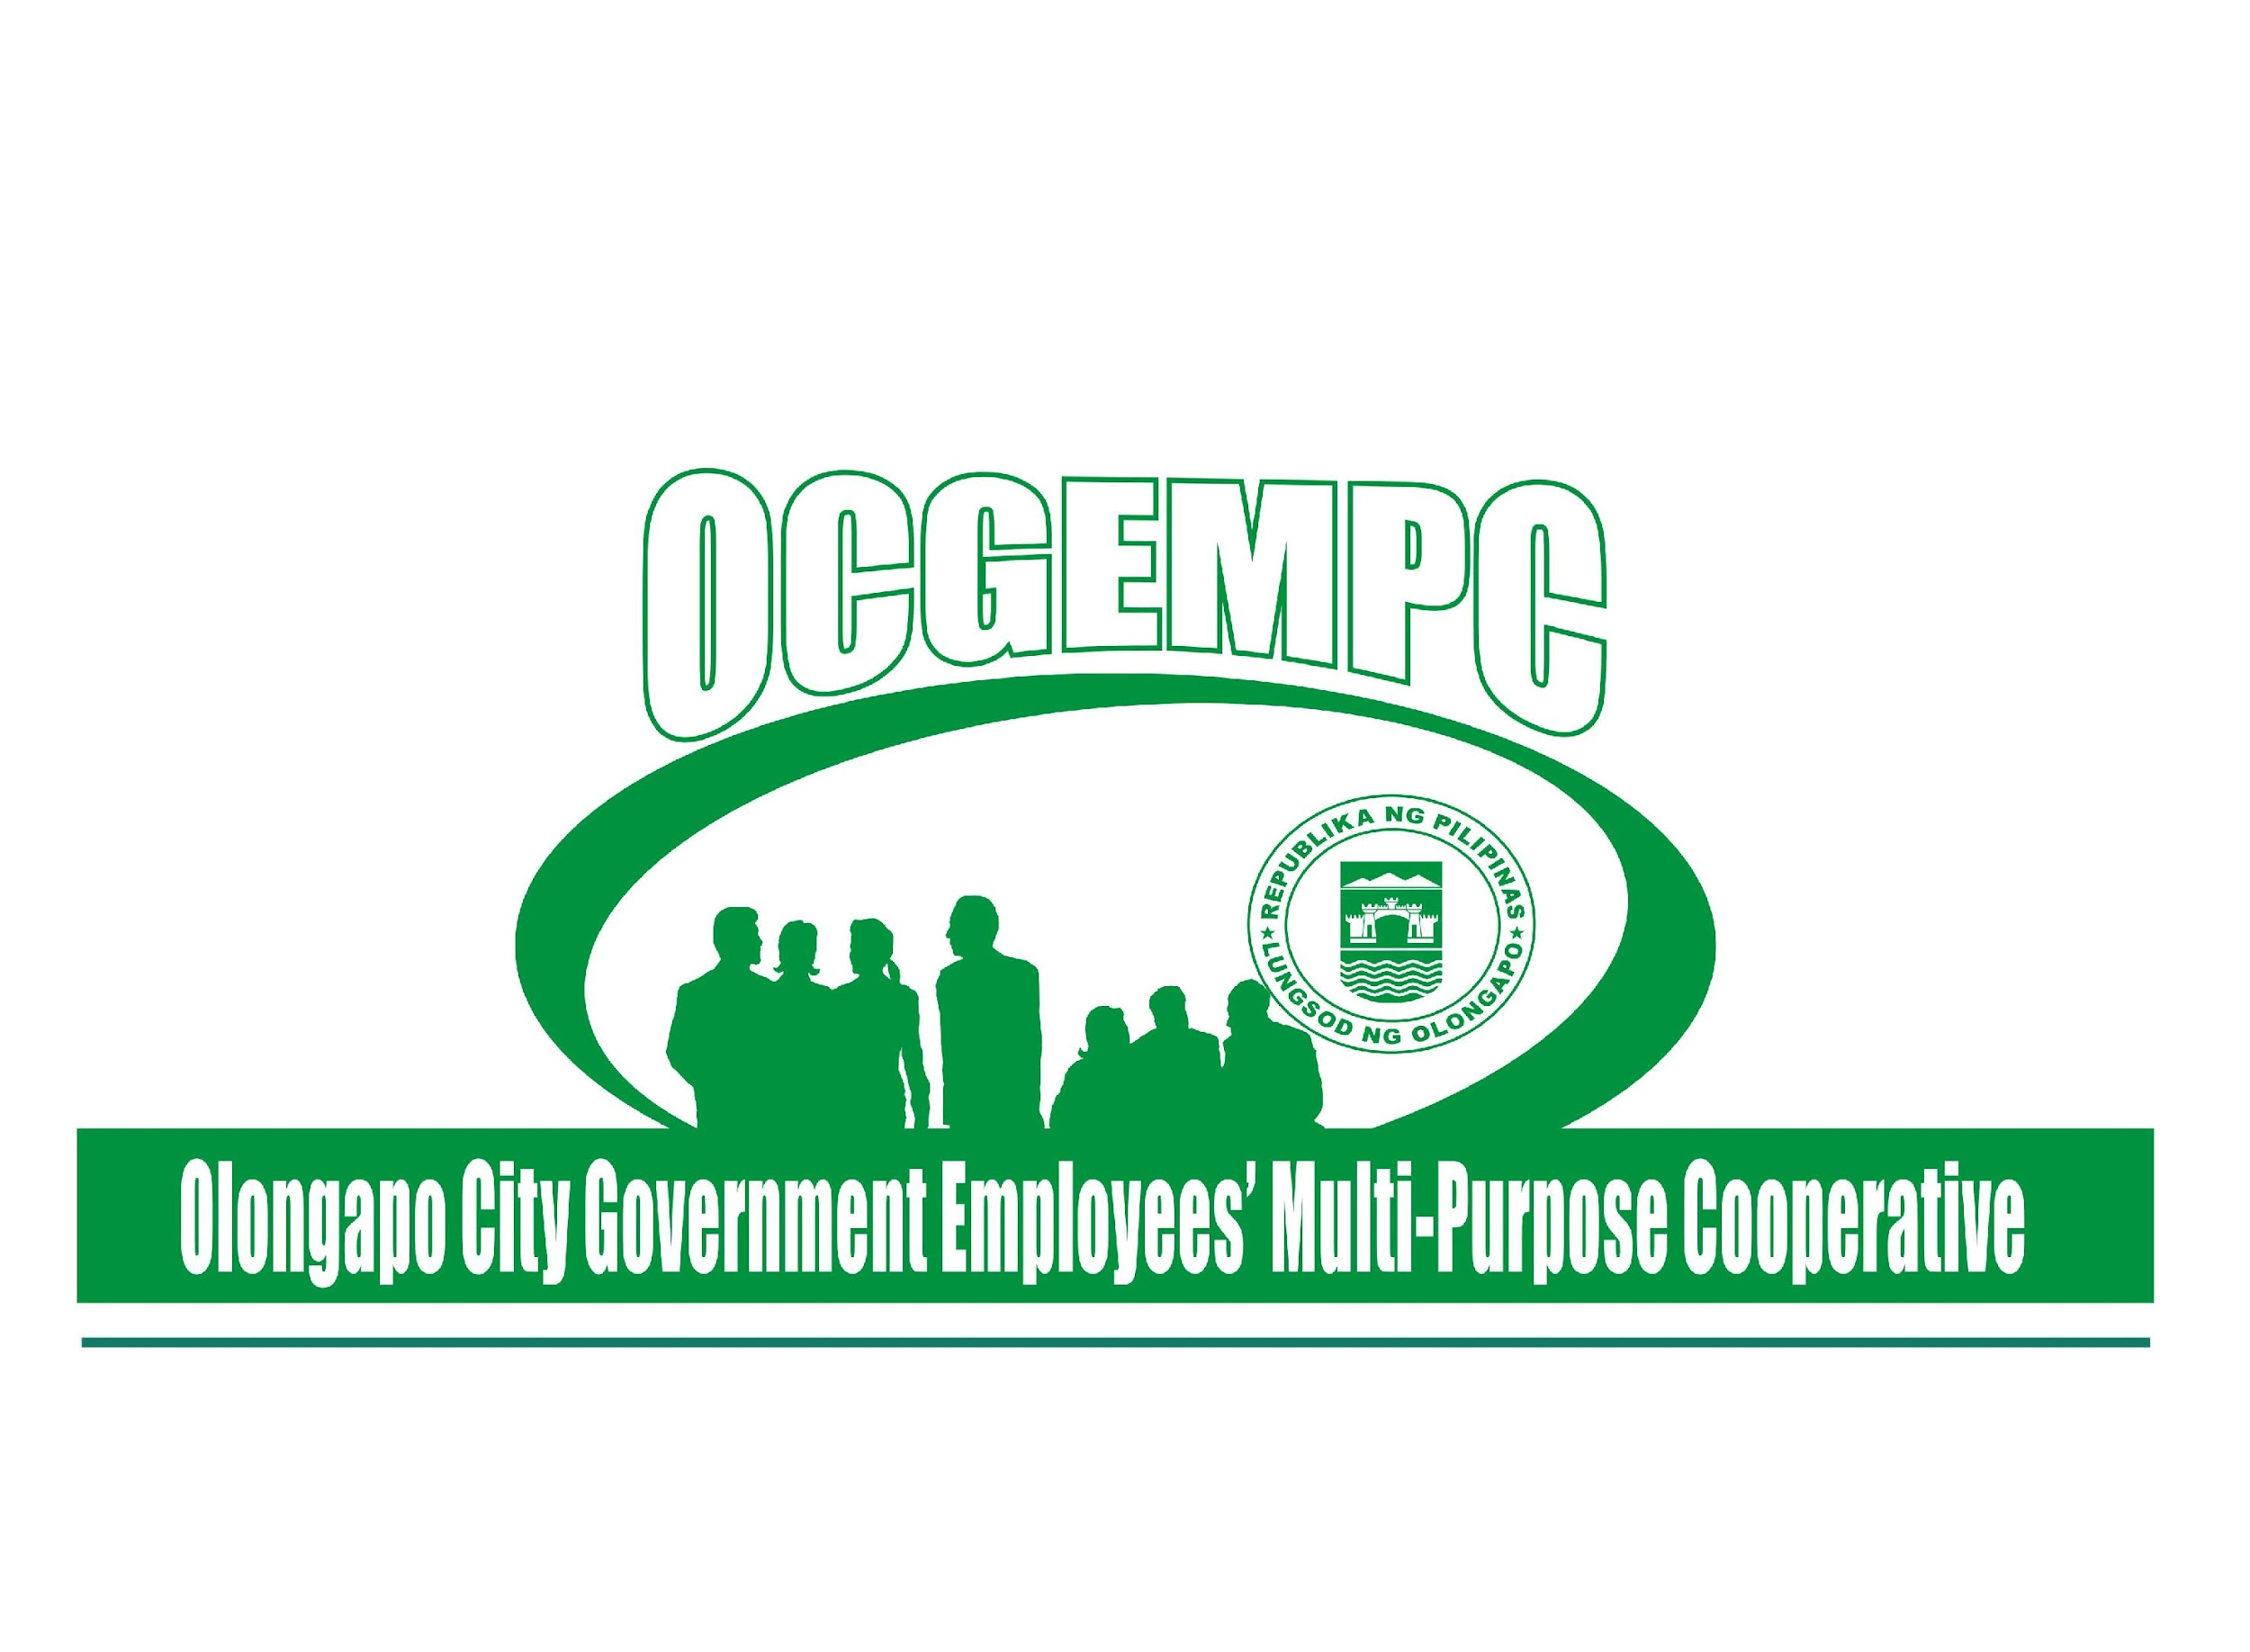 OCGEMPC
REPUBLIKA NG PILIPINAS
LUNGSOD NG OLONGAPO
Olongapo City Government Employees’ Multi-Purpose Cooperative